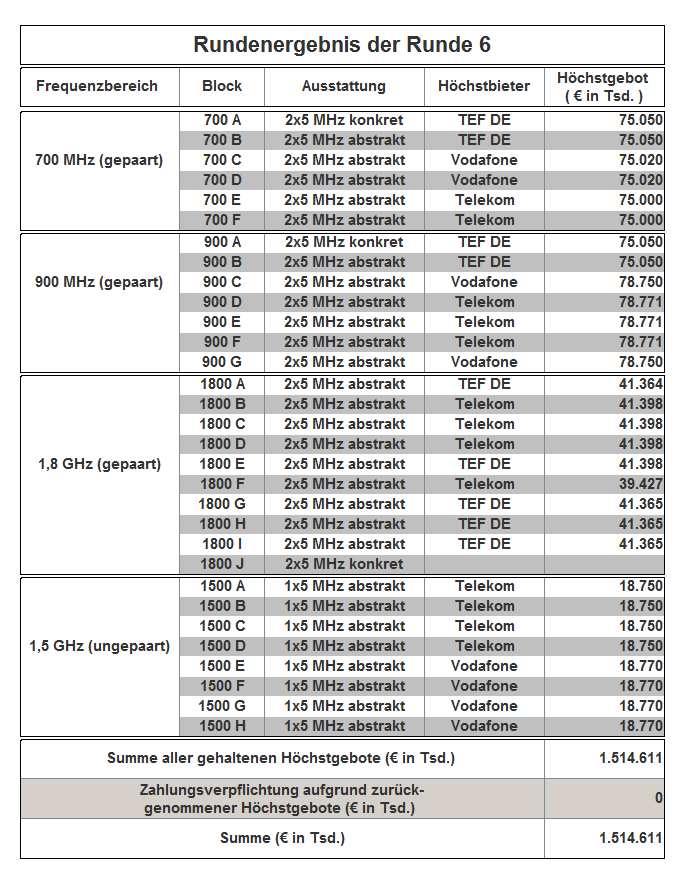 Rundenergebnis der Runde 6
Frequenzbereich Block Ausstattung Höchstbieter Höchstgebot
( € in Tsd. )
700 MHz (gepaart)
700 A 2x5 MHz konkret TEF DE 75.050
700 B 2x5 MHz abstrakt TEF DE 75.050
700 C 2x5 MHz abstrakt Vodafone 75.020
700 D 2x5 MHz abstrakt Vodafone 75.020
700 E 2x5 MHz abstrakt Telekom 75.000
700 F 2x5 MHz abstrakt Telekom 75.000
900 MHz (gepaart)
900 A 2x5 MHz konkret TEF DE 75.050
900 B 2x5 MHz abstrakt TEF DE 75.050
900 C 2x5 MHz abstrakt Vodafone 78.750
900 D 2x5 MHz abstrakt Telekom 78.771
900 E 2x5 MHz abstrakt Telekom 78.771
900 F 2x5 MHz abstrakt Telekom 78.771
900 G 2x5 MHz abstrakt Vodafone 78.750
1,8 GHz (gepaart)
1800 A 2x5 MHz abstrakt TEF DE 41.364
1800 B 2x5 MHz abstrakt Telekom 41.398
1800 C 2x5 MHz abstrakt Telekom 41.398
1800 D 2x5 MHz abstrakt Telekom 41.398
1800 E 2x5 MHz abstrakt TEF DE 41.398
1800 F 2x5 MHz abstrakt Telekom 39.427
1800 G 2x5 MHz abstrakt TEF DE 41.365
1800 H 2x5 MHz abstrakt TEF DE 41.365
1800 I 2x5 MHz abstrakt TEF DE 41.365
1800 J 2x5 MHz konkret
1,5 GHz (ungepaart)
1500 A 1x5 MHz abstrakt Telekom 18.750
1500 B 1x5 MHz abstrakt Telekom 18.750
1500 C 1x5 MHz abstrakt Telekom 18.750
1500 D 1x5 MHz abstrakt Telekom 18.750
1500 E 1x5 MHz abstrakt Vodafone 18.770
1500 F 1x5 MHz abstrakt Vodafone 18.770
1500 G 1x5 MHz abstrakt Vodafone 18.770
1500 H 1x5 MHz abstrakt Vodafone 18.770
Summe aller gehaltenen Höchstgebote (€ in Tsd.) 1.514.611
Zahlungsverpflichtung aufgrund zurück-
genommener Höchstgebote (€ in Tsd.) 0
Summe (€ in Tsd.) 1.514.611